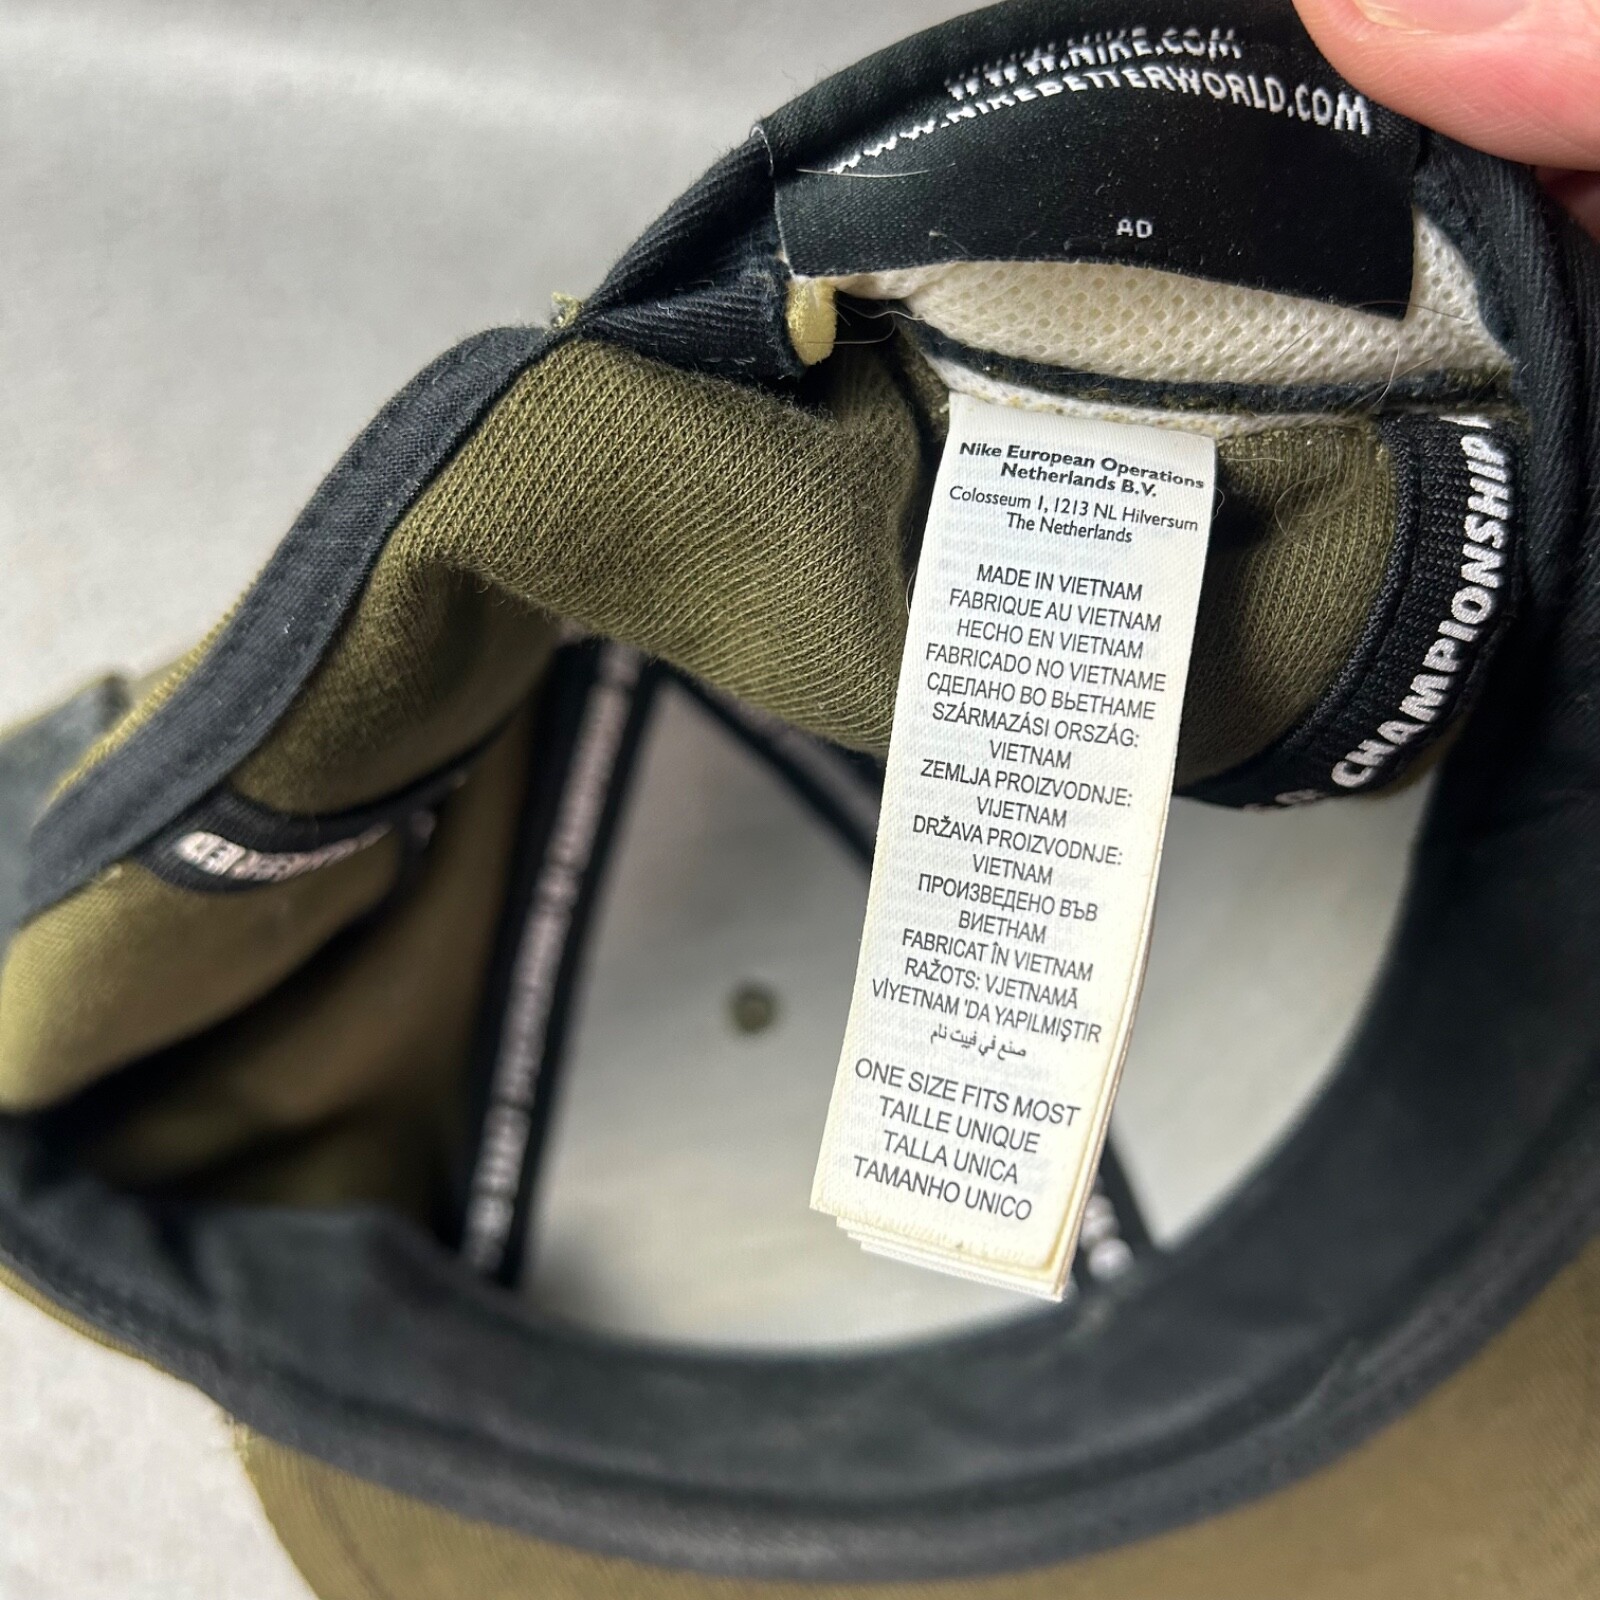 WWW.NIKE.COM
WWW.NIKEBETTERWORLD.COM
AD
Nike European Operations
Netherlands B.V.
Colosseum 1, 1213 NL Hilversum
The Netherlands
MADE IN VIETNAM
FABRIQUE AU VIETNAM
HECHO EN VIETNAM
FABRICADO NO VIETNAME
СДЕЛАНО ВО ВЬЕТНАМЕ
SZÁRMAZÁSI ORSZÁG:
VIETNAM
ZEMLJA PROIZVODNJE:
VIJETNAM
DRŽAVA PROIZVODNJE:
VIETNAM
ПРОИЗВЕДЕНО ВЪВ
ВИЕТНАМ
FABRICAT ÎN VIETNAM
RAŽOTS: VJETNAMĀ
VİYETNAM 'DA YAPILMIŞTIR
صنع في فييت نام
ONE SIZE FITS MOST
TAILLE UNIQUE
TALLA UNICA
TAMANHO UNICO
CHAMPIONSHIP